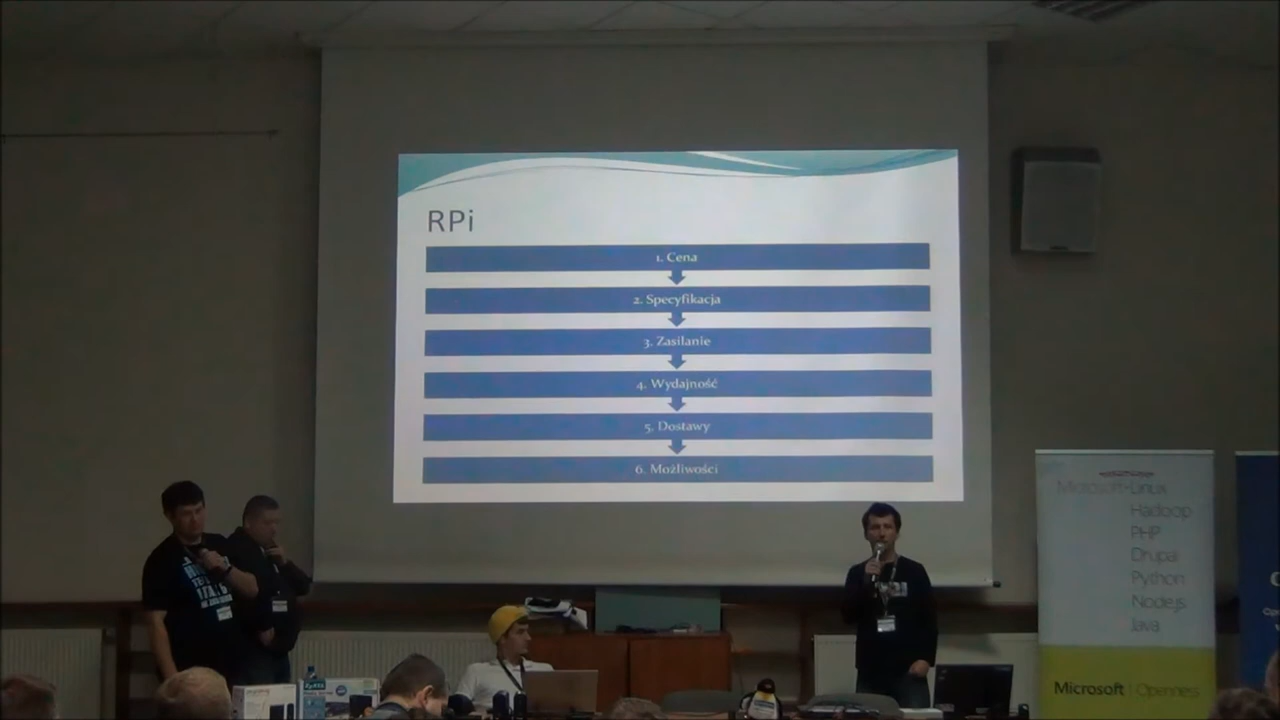 RPi
1. Cena
2. Specyfikacja
3. Zasilanie
4. Wydajność
5. Dostawy
6. Możliwości
Microsoft+Linux
Hadoop
PHP
Drupal
Python
Nodejs
Java
Microsoft | Openness
ZyXEL